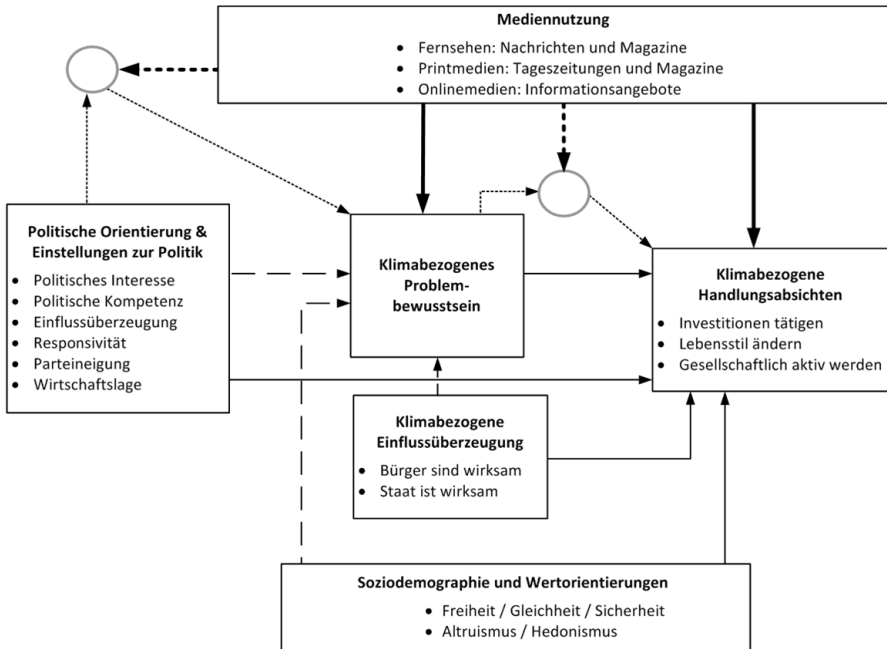 Mediennutzung
• Fernsehen: Nachrichten und Magazine
• Printmedien: Tageszeitungen und Magazine
• Onlinemedien: Informationsangebote
Politische Orientierung &
Einstellungen zur Politik
• Politisches Interesse
• Politische Kompetenz
• Einflussüberzeugung
• Responsivität
• Parteineigung
• Wirtschaftslage
Klimabezogenes
Problem-
bewusstsein
Klimabezogene
Handlungsabsichten
• Investitionen tätigen
• Lebensstil ändern
• Gesellschaftlich aktiv werden
Klimabezogene
Einflussüberzeugung
• Bürger sind wirksam
• Staat ist wirksam
Soziodemographie und Wertorientierungen
• Freiheit / Gleichheit / Sicherheit
• Altruismus / Hedonismus